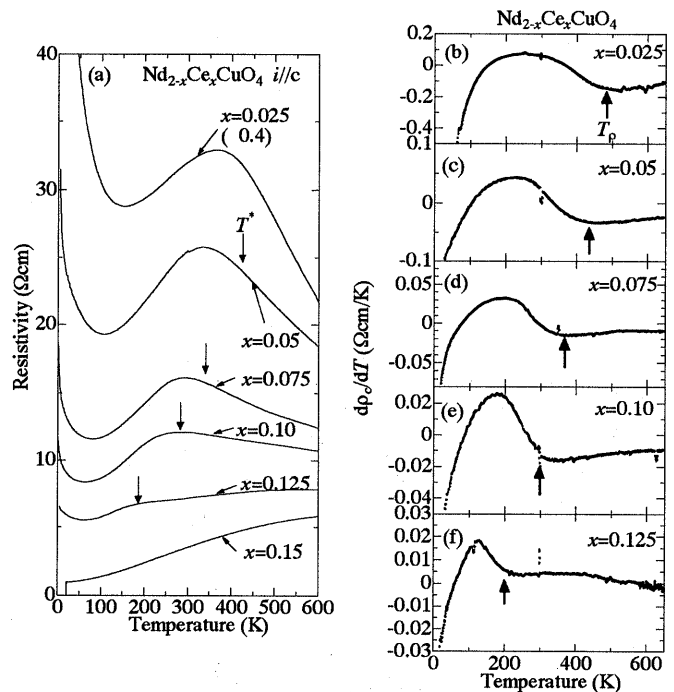 Nd2-xCexCuO4
40
(a)
Nd2-xCexCuO4 i//c
x=0.025
( 0.4)
30
T*
20
x=0.05
x=0.075
x=0.10
10
x=0.125
x=0.15
0
0 100 200 300 400 500 600
Temperature (K)
Resistivity (Ωcm)
(b) x=0.025
0.2
0
-0.2
-0.4
Tρ
0.1
(c) x=0.05
0
-0.1
(d) x=0.075
0.05
0
-0.05
(e) x=0.10
0.02
0
-0.02
-0.04
0.03
(f) x=0.125
0.02
0.01
0
-0.01
-0.03
0 200 400 600
Temperature (K)
dρc/dT (Ωcm/K)